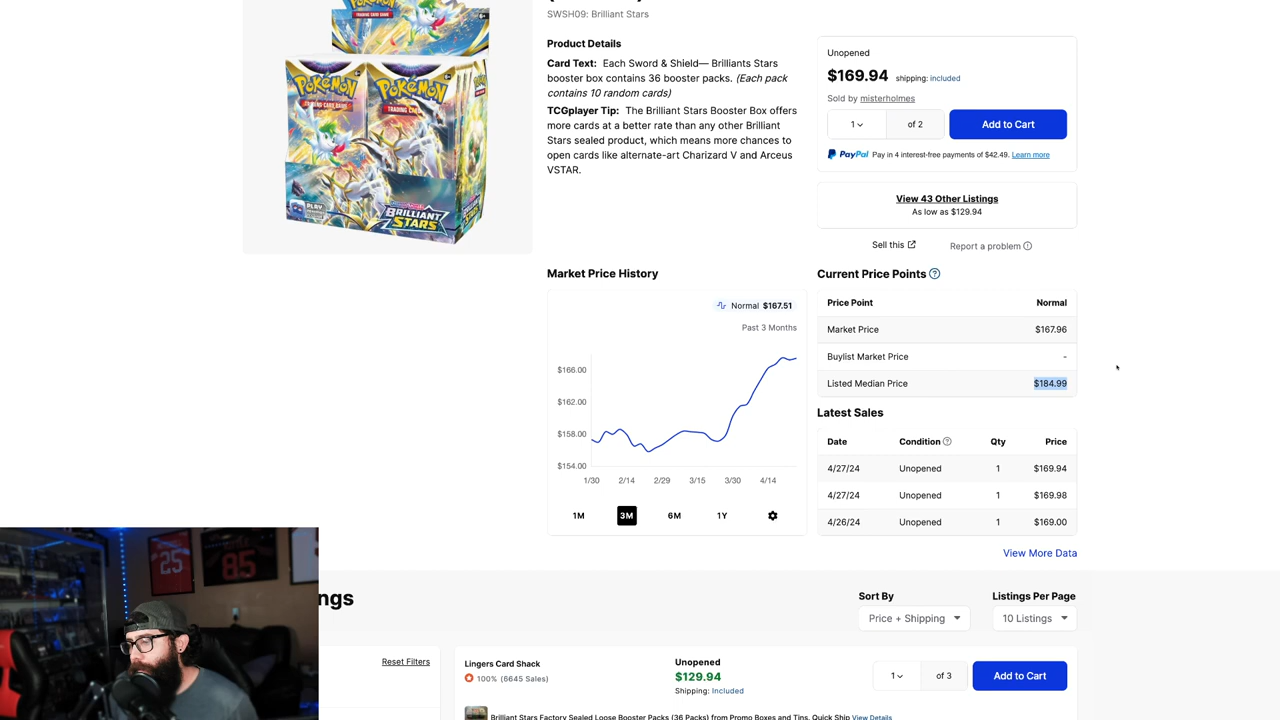 SWSH09: Brilliant Stars
Product Details
Card Text: Each Sword & Shield— Brilliants Stars
booster box contains 36 booster packs. (Each pack
contains 10 random cards)
TCGplayer Tip: The Brilliant Stars Booster Box offers
more cards at a better rate than any other Brilliant
Stars sealed product, which means more chances to
open cards like alternate-art Charizard V and Arceus
VSTAR.
Pokémon
Pokémon
TRADING CARD GAME
BRILLIANT
STARS
Unopened
$169.94 shipping: included
Sold by misterholmes
1 of 2 Add to Cart
PayPal Pay in 4 interest-free payments of $42.49. Learn more
View 43 Other Listings
As low as $129.94
Sell this Report a problem
Market Price History
Normal $167.51
Past 3 Months
$166.00
$162.00
$158.00
$154.00
1/30 2/14 2/29 3/15 3/30 4/14
1M 3M 6M 1Y
Current Price Points
Price Point Normal
Market Price $167.96
Buylist Market Price -
Listed Median Price $184.99
Latest Sales
Date Condition Qty Price
4/27/24 Unopened 1 $169.94
4/27/24 Unopened 1 $169.98
4/26/24 Unopened 1 $169.00
View More Data
25 85
ngs
Sort By Listings Per Page
Price + Shipping 10 Listings
Reset Filters
Lingers Card Shack
100% (6645 Sales)
Unopened
$129.94
Shipping: Included
1 of 3 Add to Cart
Brilliant Stars Factory Sealed Loose Booster Packs (36 Packs) from Promo Boxes and Tins. Quick Ship View Details